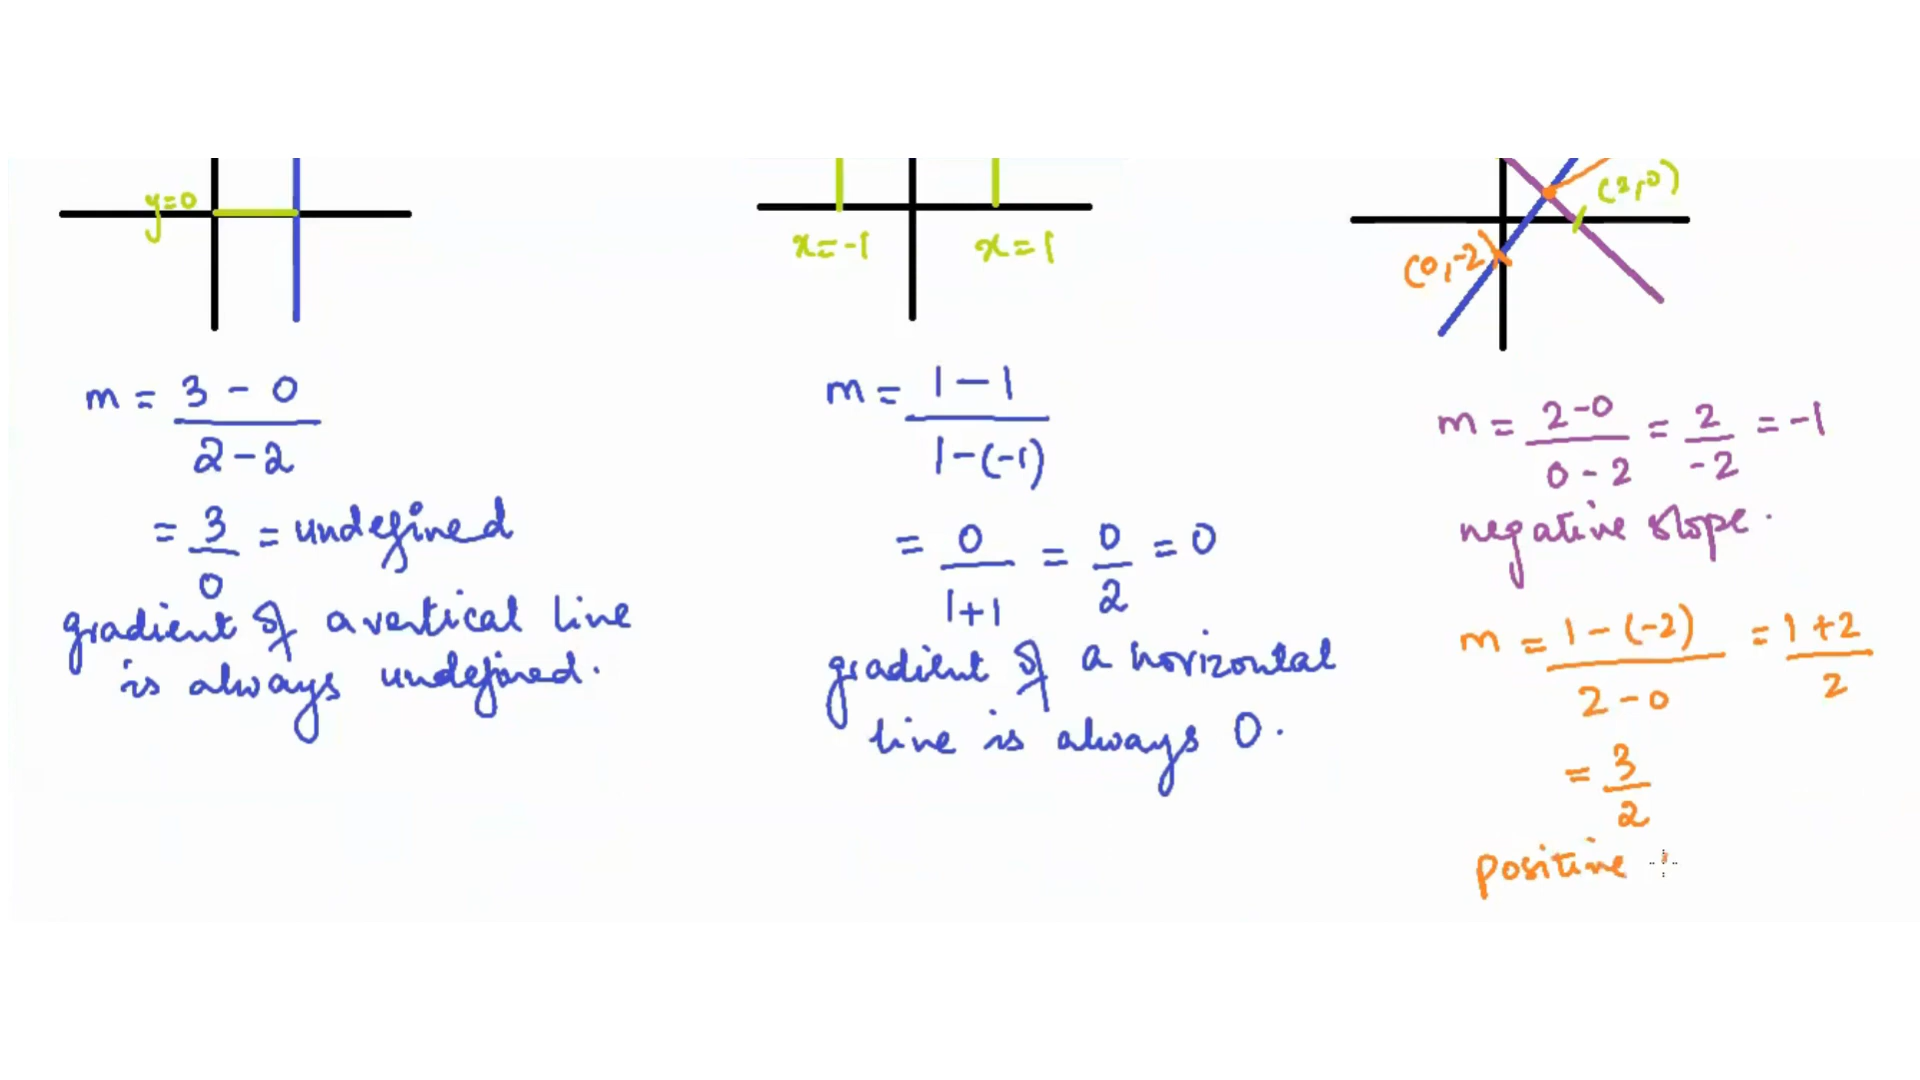 y=0
m = 3 - 0 / 2 - 2
= 3/0 = undefined
gradient of a vertical line
is always undefined.
x=-1 x=1
m = 1 - 1 / 1-(-1)
= 0 / 1+1 = 0/2 = 0
gradient of a horizontal
line is always 0.
(2,0)
(0,-2)
m = 2-0 / 0-2 = 2/-2 = -1
negative slope.
m = 1-(-2) / 2-0 = 1+2 / 2
= 3/2
positive